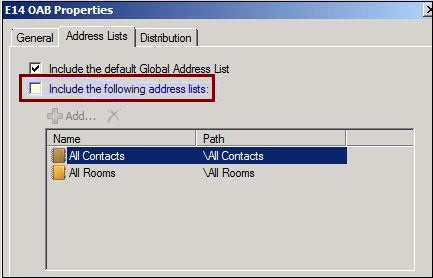 E14 OAB Properties
General Address Lists Distribution
Include the default Global Address List
Include the following address lists:
Add...
Name Path
All Contacts \All Contacts
All Rooms \All Rooms